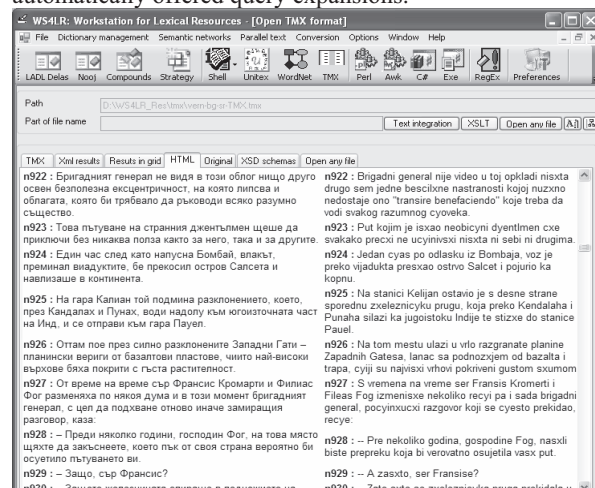 automatically offered query expansions.
WS4LR: Workstation for Lexical Resources - [Open TMX format]
File Dictionary management Semantic networks Parallel text Conversion Options Window Help
LADL Delas Nooj Compounds Strategy Shell Unitex WordNet TMX Perl Awk C# Exe RegEx Preferences
Path D:\WS4LR_Res\tmx\vern-bg-sr-TMX.tmx
Part of file name Text integration XSLT Open any file
TMX Xml results Resuts in grid HTML Original XSD schemas Open any file
n922 : Бригадният генерал не видя в този облог нищо друго
освен безполезна ексцентричност, на която липсва и
облагата, която би трябвало да ръководи всяко разумно
същество.
n922 : Brigadni general nije video u toj opkladi nisxta
drugo sem jedne bescilxne nastranosti kojoj nuzxno
nedostaje ono "transire benefaciendo" koje treba da
vodi svakog razumnog cyoveka.
n923 : Това пътуване на странния джентълмен щеше да
приключи без никаква полза както за него, така и за другите.
n923 : Put kojim je isxao neobicyni dyentlmen cxe
svakako precxi ne ucyinivsxi nisxta ni sebi ni drugima.
n924 : Един час след като напусна Бомбай, влакът,
преминал виадуктите, бе прекосил остров Салсета и
навлизаше в континента.
n924 : Jedan cyas po odlasku iz Bombaja, voz je
preko vijadukta presxao ostrvo Salcet i pojurio ka
kopnu.
n925 : На гара Калиан той подмина разклонението, което,
през Кандалах и Пунах, води надолу към югоизточната част
на Инд, и се отправи към гара Пауел.
n925 : Na stanici Kelijan ostavio je s desne strane
sporednu zxeleznicyku prugu, koja preko Kendalaha i
Punaha silazi ka jugoistoku Indije te stizxe do stanice
Pauel.
n926 : Оттам пое през силно разклонените Западни Гати –
планински вериги от базалтови пластове, чиито най-високи
върхове бяха покрити с гъста растителност.
n926 : Na tom mestu ulazi u vrlo razgranate planine
Zapadnih Gatesa, lanac sa podnozxjem od bazalta i
trapa, cyiji su najvisxi vrhovi pokriveni gustom sxumom
n927 : От време на време сър Франсис Кромарти и Филиас
Фог разменяха по някоя дума и в този момент бригадният
генерал, с цел да подхване отново иначе замиращия
разговор, каза:
n927 : S vremena na vreme ser Fransis Kromerti i
Fileas Fog izmenisxe nekoliko recyi pa i sada brigadni
general, pocyinxucxi razgovor koji se cyesto prekidao,
recye:
n928 : – Преди няколко години, господин Фог, на това място
щяхте да закъснеете, което пък от своя страна вероятно би
осуетило пътуването ви.
n928 : -- Pre nekoliko godina, gospodine Fog, nasxli
biste prepreku koja bi verovatno osujetila vasx put.
n929 : – Защо, сър Франсис?
n929 : -- A zasxto, ser Fransise?